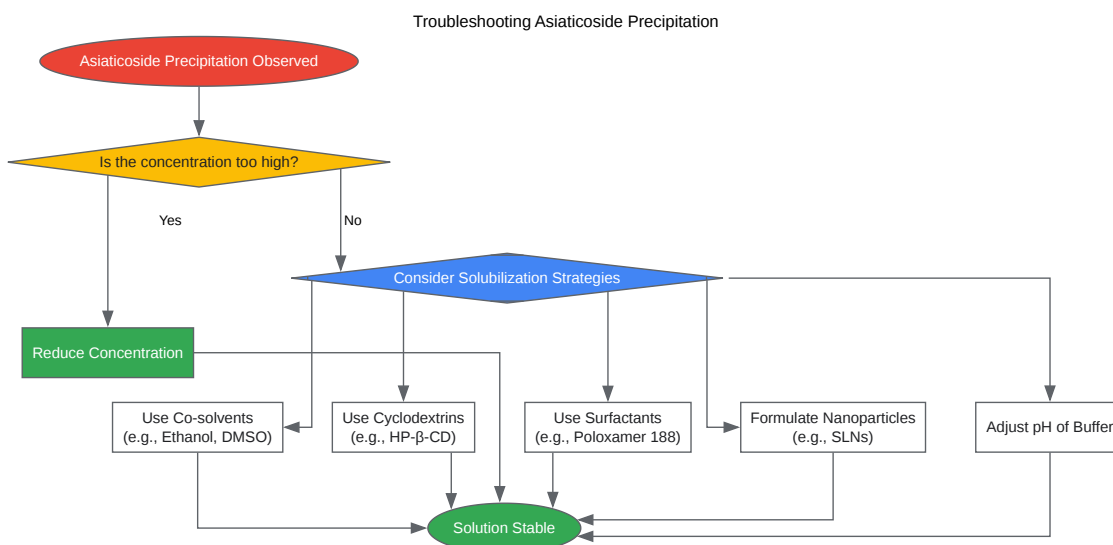 Troubleshooting Asiaticoside Precipitation
Asiaticoside Precipitation Observed
Is the concentration too high?
Yes
No
Consider Solubilization Strategies
Reduce Concentration
Use Co-solvents
(e.g., Ethanol, DMSO)
Use Cyclodextrins
(e.g., HP-β-CD)
Use Surfactants
(e.g., Poloxamer 188)
Formulate Nanoparticles
(e.g., SLNs)
Adjust pH of Buffer
Solution Stable